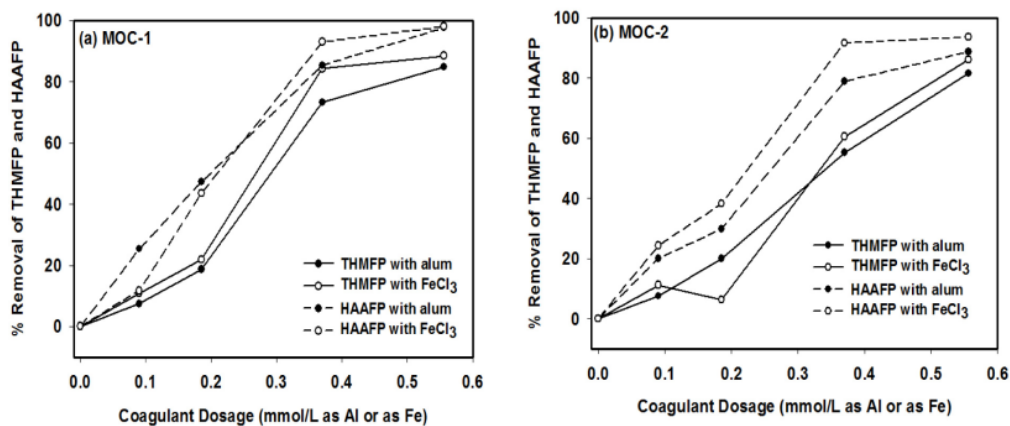 % Removal of THMFP and HAAFP
100
80
60
40
20
0
(a) MOC-1
THMFP with alum
THMFP with FeCl3
HAAFP with alum
HAAFP with FeCl3
0.0 0.1 0.2 0.3 0.4 0.5 0.6
Coagulant Dosage (mmol/L as Al or as Fe)
% Removal of THMFP and HAAFP
100
80
60
40
20
0
(b) MOC-2
THMFP with alum
THMFP with FeCl3
HAAFP with alum
HAAFP with FeCl3
0.0 0.1 0.2 0.3 0.4 0.5 0.6
Coagulant Dosage (mmol/L as Al or as Fe)